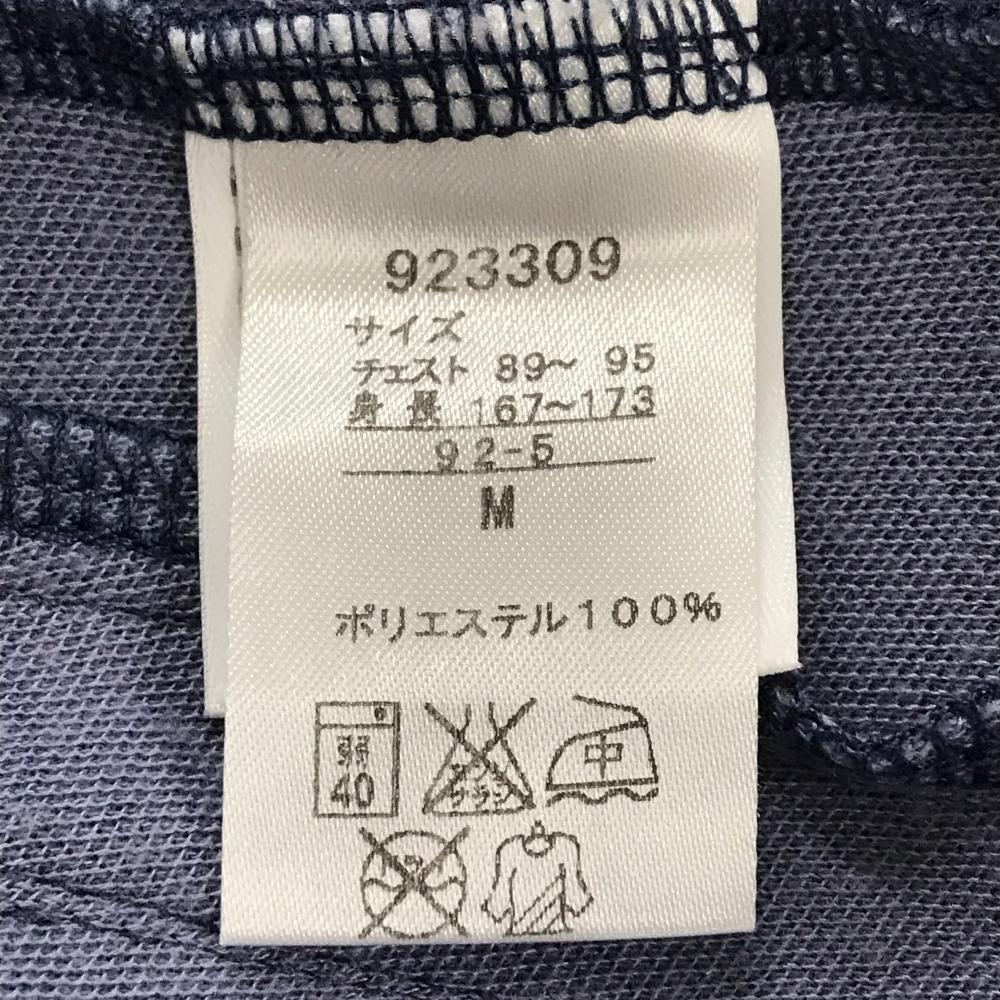 923309
サイズ
チェスト 89～ 95
身長 167～173
92-5
M
ポリエステル100%
弱
40
中